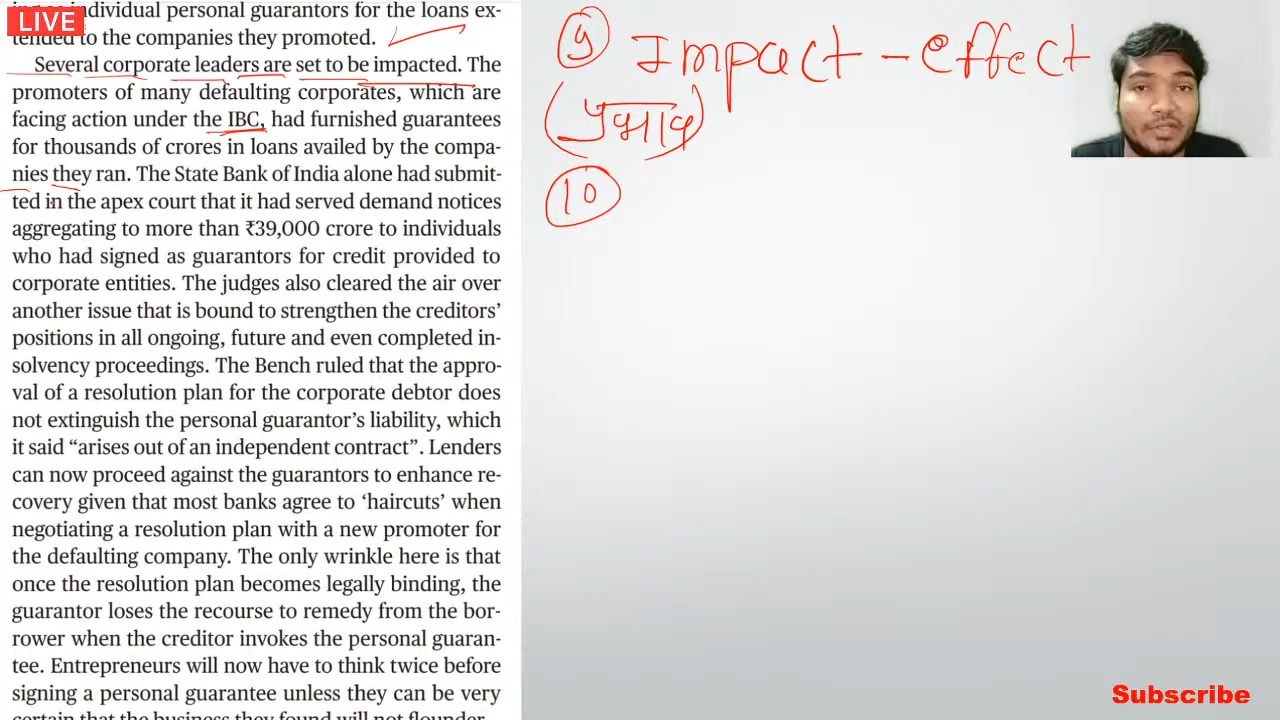 LIVE
ing of individual personal guarantors for the loans ex-
tended to the companies they promoted.
Several corporate leaders are set to be impacted. The
promoters of many defaulting corporates, which are
facing action under the IBC, had furnished guarantees
for thousands of crores in loans availed by the compa-
nies they ran. The State Bank of India alone had submit-
ted in the apex court that it had served demand notices
aggregating to more than ₹39,000 crore to individuals
who had signed as guarantors for credit provided to
corporate entities. The judges also cleared the air over
another issue that is bound to strengthen the creditors’
positions in all ongoing, future and even completed in-
solvency proceedings. The Bench ruled that the appro-
val of a resolution plan for the corporate debtor does
not extinguish the personal guarantor’s liability, which
it said “arises out of an independent contract”. Lenders
can now proceed against the guarantors to enhance re-
covery given that most banks agree to ‘haircuts’ when
negotiating a resolution plan with a new promoter for
the defaulting company. The only wrinkle here is that
once the resolution plan becomes legally binding, the
guarantor loses the recourse to remedy from the bor-
rower when the creditor invokes the personal guaran-
tee. Entrepreneurs will now have to think twice before
signing a personal guarantee unless they can be very
certain that the business they found will not flounder.
9 Impact - effect
(प्रभाव)
10
Subscribe